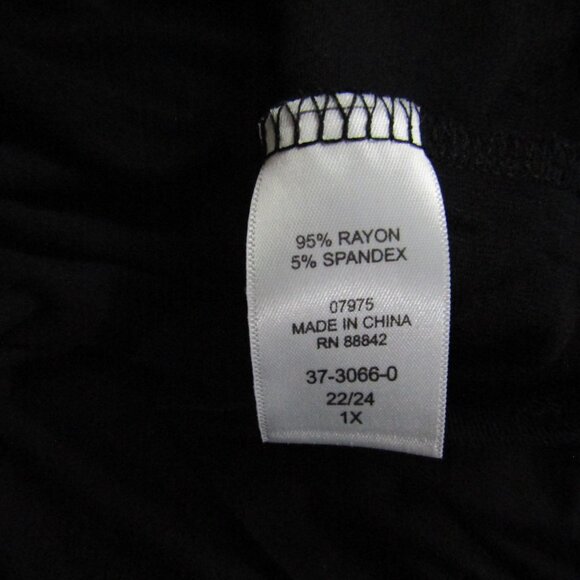 95% RAYON
5% SPANDEX
07975
MADE IN CHINA
RN 88842
37-3066-0
22/24
1X